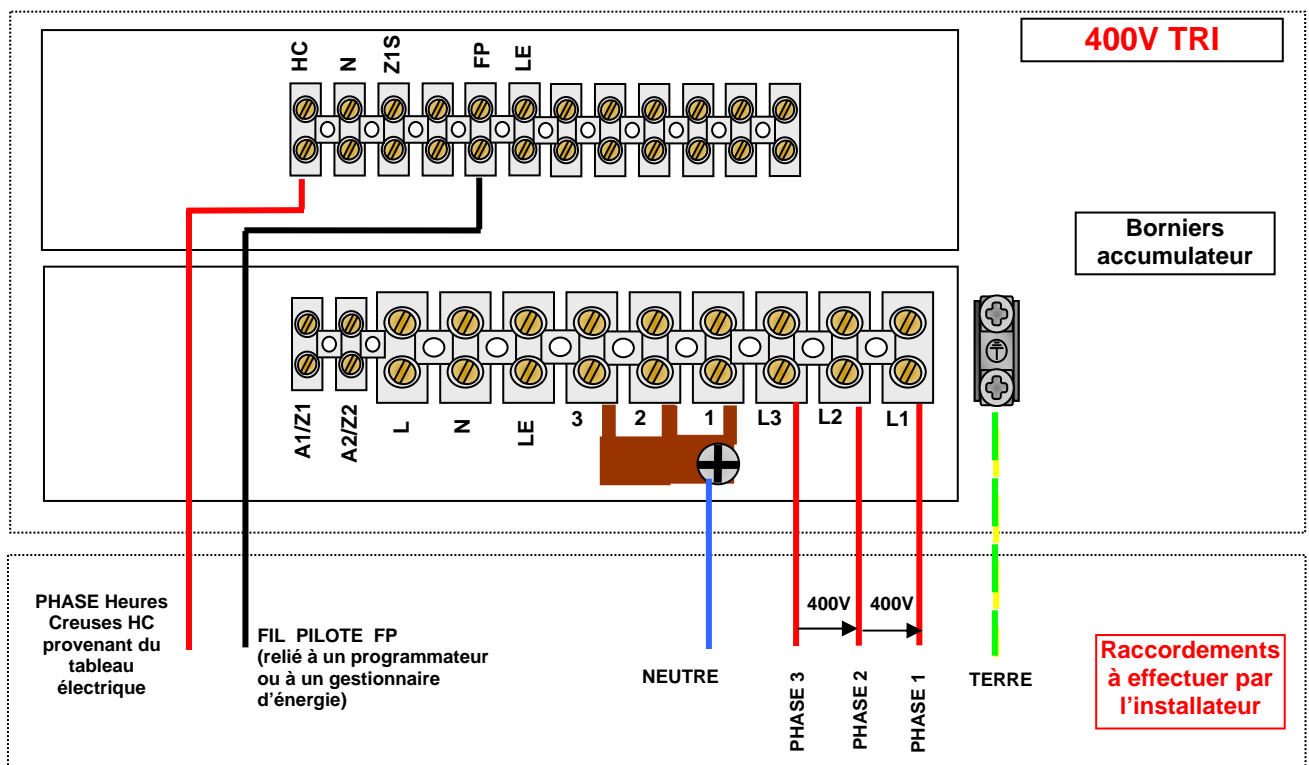 400V TRI
HC
N
Z1S
FP
LE
Borniers
accumulateur
A1/Z1
A2/Z2
L
N
LE
3
2
1
L3
L2
L1
PHASE Heures
Creuses HC
provenant du
tableau
électrique
FIL PILOTE FP
(relié à un programmateur
ou à un gestionnaire
d’énergie)
NEUTRE
400V
400V
PHASE 3
PHASE 2
PHASE 1
TERRE
Raccordements
à effectuer par
l’installateur